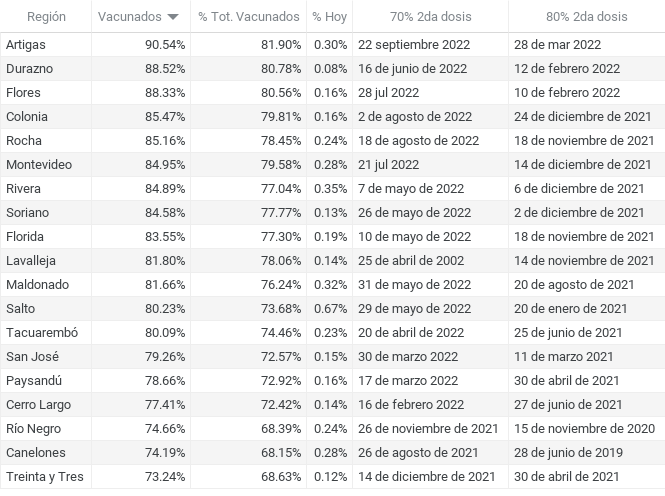 Región Vacunados % Tot. Vacunados % Hoy 70% 2da dosis 80% 2da dosis
Artigas 90.54% 81.90% 0.30% 22 septiembre 2022 28 de mar 2022
Durazno 88.52% 80.78% 0.08% 16 de junio de 2022 12 de febrero 2022
Flores 88.33% 80.56% 0.16% 28 jul 2022 10 de febrero 2022
Colonia 85.47% 79.81% 0.16% 2 de agosto de 2022 24 de diciembre de 2021
Rocha 85.16% 78.45% 0.24% 18 de agosto de 2022 18 de noviembre de 2021
Montevideo 84.95% 79.58% 0.28% 21 jul 2022 14 de diciembre de 2021
Rivera 84.89% 77.04% 0.35% 7 de mayo de 2022 6 de diciembre de 2021
Soriano 84.58% 77.77% 0.13% 26 de mayo de 2022 2 de diciembre de 2021
Florida 83.55% 77.30% 0.19% 10 de mayo de 2022 18 de noviembre de 2021
Lavalleja 81.80% 78.06% 0.14% 25 de abril de 2002 14 de noviembre de 2021
Maldonado 81.66% 76.24% 0.32% 31 de mayo de 2022 20 de agosto de 2021
Salto 80.23% 73.68% 0.67% 29 de mayo de 2022 20 de enero de 2021
Tacuarembó 80.09% 74.46% 0.23% 20 de abril de 2022 25 de junio de 2021
San José 79.26% 72.57% 0.15% 30 de marzo 2022 11 de marzo 2021
Paysandú 78.66% 72.92% 0.16% 17 de marzo 2022 30 de abril de 2021
Cerro Largo 77.41% 72.42% 0.14% 16 de febrero 2022 27 de junio de 2021
Río Negro 74.66% 68.39% 0.24% 26 de noviembre de 2021 15 de noviembre de 2020
Canelones 74.19% 68.15% 0.28% 26 de agosto de 2021 28 de junio de 2019
Treinta y Tres 73.24% 68.63% 0.12% 14 de diciembre de 2021 30 de abril de 2021